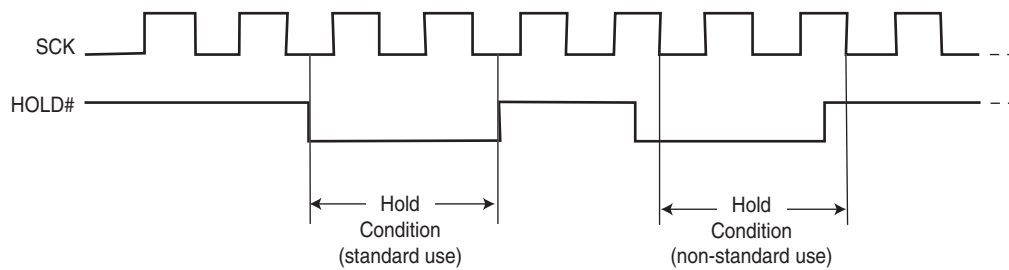 SCK
HOLD#
Hold
Condition
(standard use)
Hold
Condition
(non-standard use)